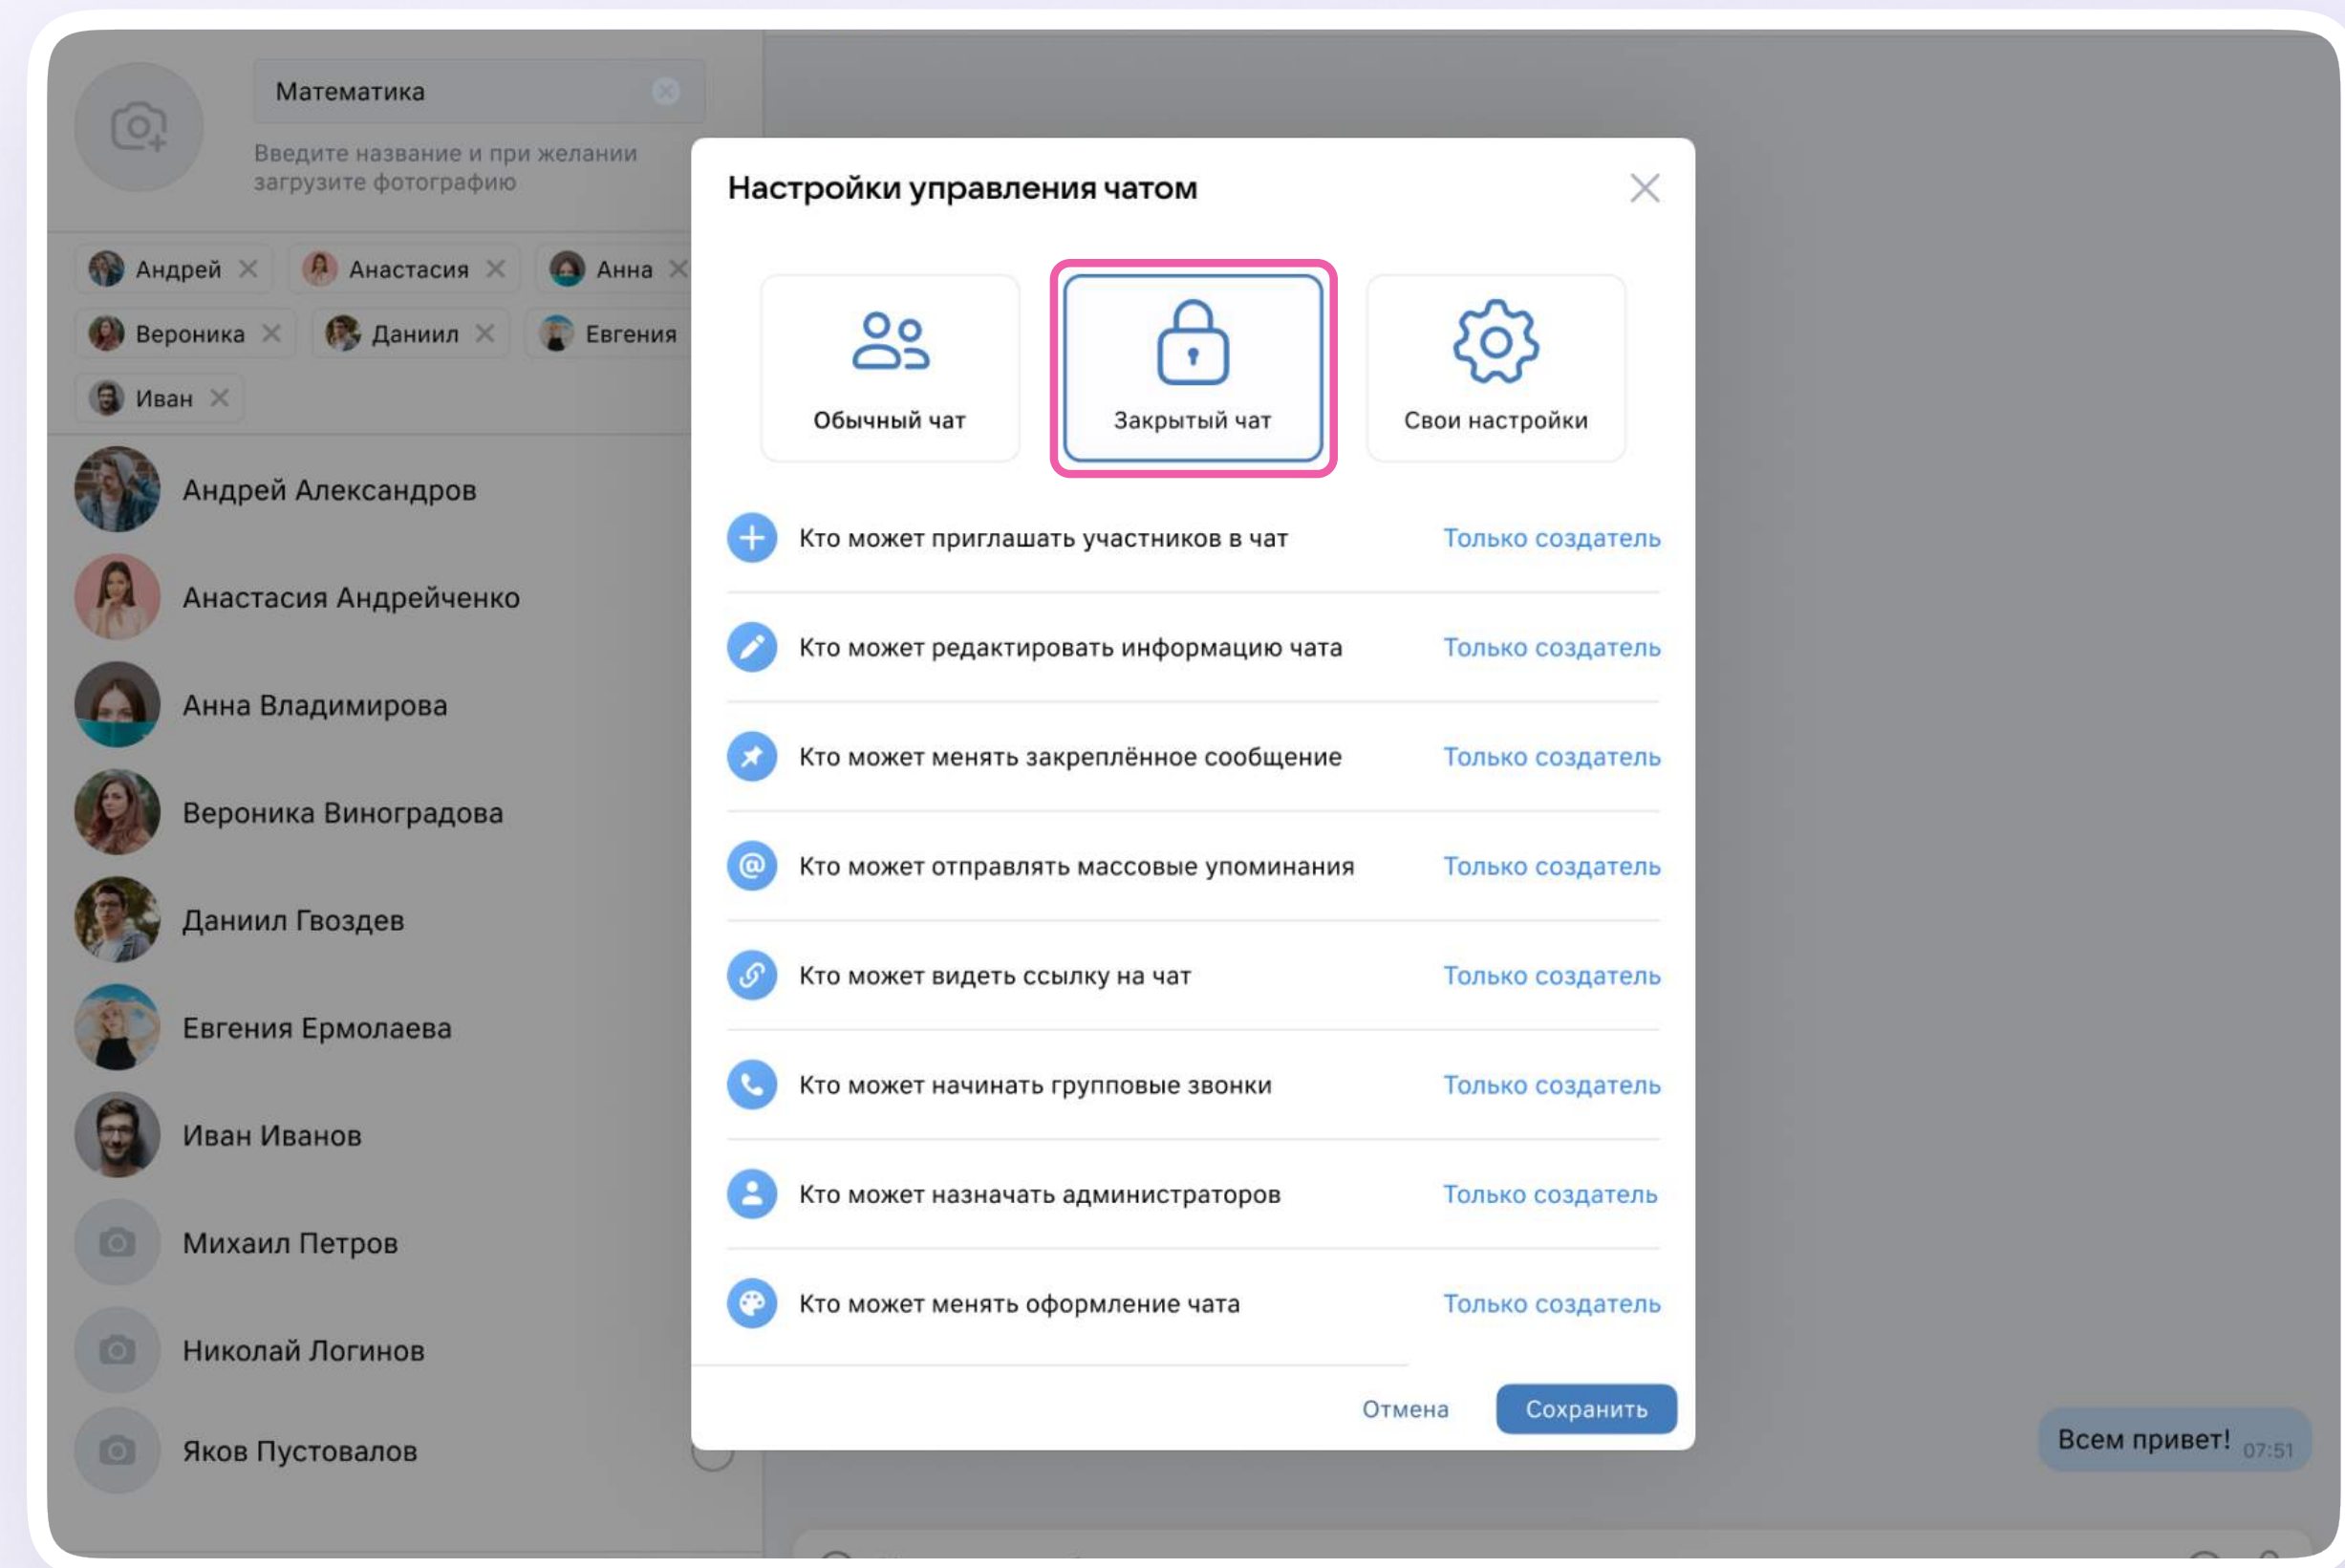 Математика
Введите название и при желании
загрузите фотографию
Андрей
Анастасия
Анна
Вероника
Даниил
Евгения
Иван
Андрей Александров
Анастасия Андрейченко
Анна Владимирова
Вероника Виноградова
Даниил Гвоздев
Евгения Ермолаева
Иван Иванов
Михаил Петров
Николай Логинов
Яков Пустовалов
Настройки управления чатом
Обычный чат
Закрытый чат
Свои настройки
Кто может приглашать участников в чат Только создатель
Кто может редактировать информацию чата Только создатель
Кто может менять закреплённое сообщение Только создатель
Кто может отправлять массовые упоминания Только создатель
Кто может видеть ссылку на чат Только создатель
Кто может начинать групповые звонки Только создатель
Кто может назначать администраторов Только создатель
Кто может менять оформление чата Только создатель
Отмена
Сохранить
Всем привет! 07:51